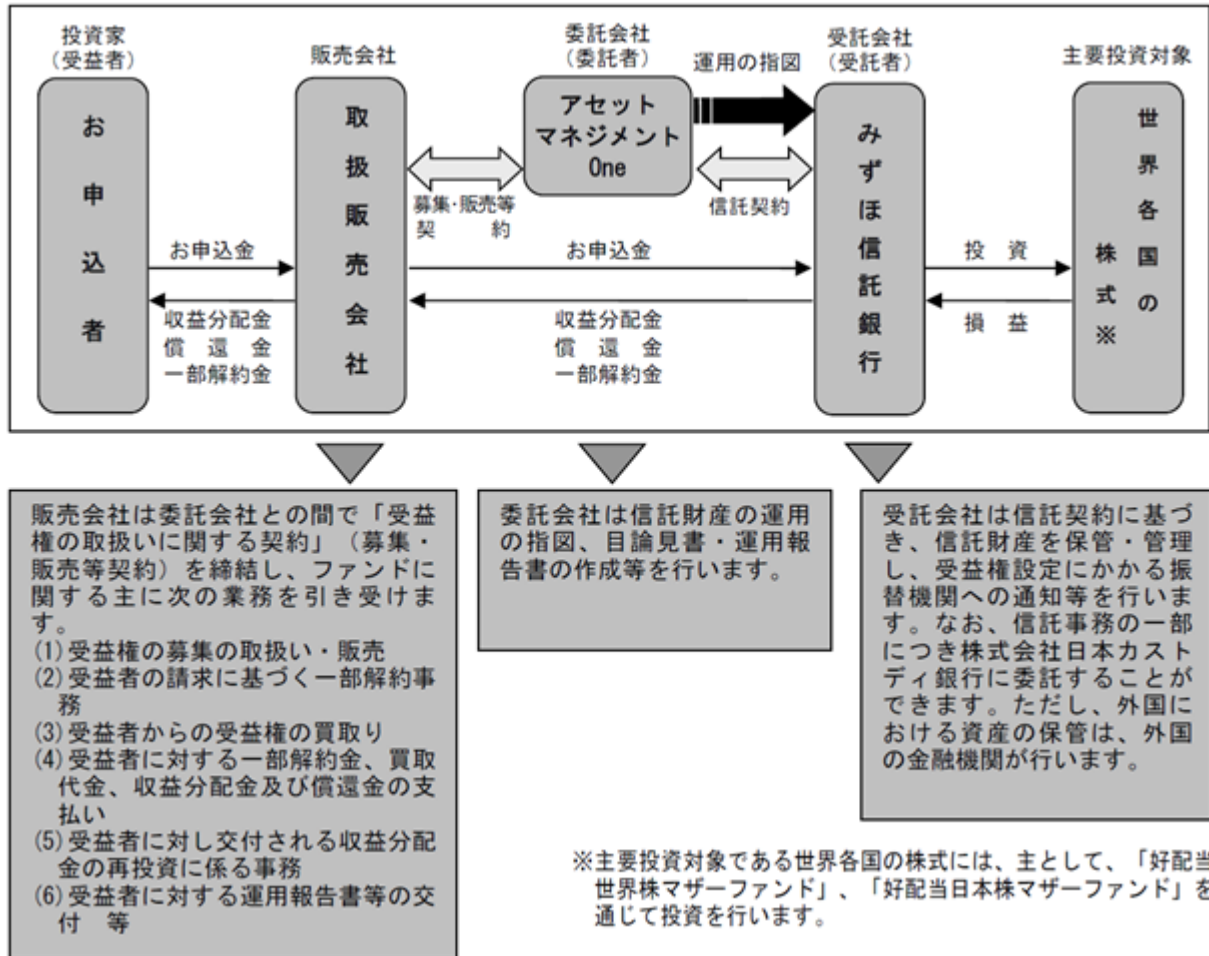 投資家
（受益者）
お申込者
販売会社
取扱販売会社
委託会社
（委託者）
アセット
マネジメント
One
運用の指図
受託会社
（受託者）
みずほ信託銀行
主要投資対象
世界各国の
株式※
募集・販売等
契　約
信託契約
お申込金
お申込金
投　資
収益分配金
償　還　金
一部解約金
収益分配金
償　還　金
一部解約金
損　益
販売会社は委託会社との間で「受益
権の取扱いに関する契約」（募集・
販売等契約）を締結し、ファンドに
関する主に次の業務を引き受けま
す。
(1)受益権の募集の取扱い・販売
(2)受益者の請求に基づく一部解約事
務
(3)受益者からの受益権の買取り
(4)受益者に対する一部解約金、買取
代金、収益分配金及び償還金の支
払い
(5)受益者に対し交付される収益分配
金の再投資に係る事務
(6)受益者に対する運用報告書等の交
付　等
委託会社は信託財産の運用
の指図、目論見書・運用報
告書の作成等を行います。
受託会社は信託契約に基づ
き、信託財産を保管・管理
し、受益権設定にかかる振
替機関への通知等を行いま
す。なお、信託事務の一部
につき株式会社日本カスト
ディ銀行に委託することが
できます。ただし、外国に
おける資産の保管は、外国
の金融機関が行います。
※主要投資対象である世界各国の株式には、主として、「好配当
世界株マザーファンド」、「好配当日本株マザーファンド」を
通じて投資を行います。